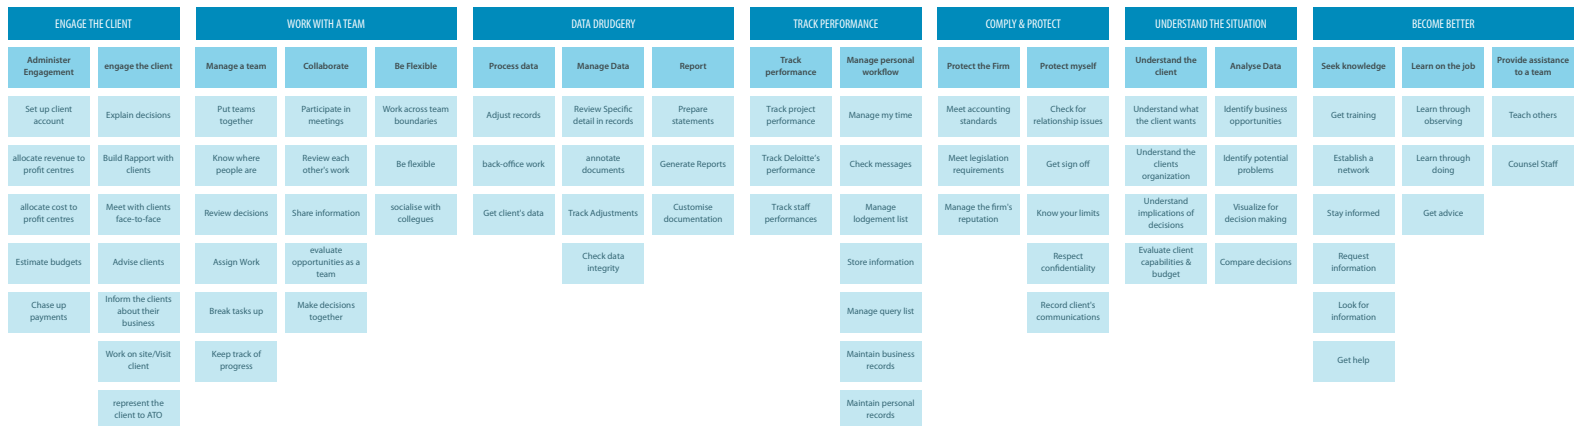 ENGAGE THE CLIENT
Administer
Engagement
Set up client
account
allocate revenue to
profit centres
allocate cost to
profit centres
Estimate budgets
Chase up
payments
engage the client
Explain decisions
Build Rapport with
clients
Meet with clients
face-to-face
Advise clients
Inform the clients
about their
business
Work on site/Visit
client
represent the
client to ATO
WORK WITH A TEAM
Manage a team
Put teams
together
Know where
people are
Review decisions
Assign Work
Break tasks up
Keep track of
progress
Collaborate
Participate in
meetings
Review each
other's work
Share information
evaluate
opportunities as a
team
Make decisions
together
Be Flexible
Work across team
boundaries
Be flexible
socialise with
collegues
DATA DRUDGERY
Process data
Adjust records
back-office work
Get client's data
Manage Data
Review Specific
detail in records
annotate
documents
Track Adjustments
Check data
integrity
Report
Prepare
statements
Generate Reports
Customise
documentation
TRACK PERFORMANCE
Track
performance
Track project
performance
Track Deloitte's
performance
Track staff
performances
Manage personal
workflow
Manage my time
Check messages
Manage
lodgement list
Store information
Manage query list
Maintain business
records
Maintain personal
records
COMPLY & PROTECT
Protect the Firm
Meet accounting
standards
Meet legislation
requirements
Manage the firm's
reputation
Protect myself
Check for
relationship issues
Get sign off
Know your limits
Respect
confidentiality
Record client's
communications
UNDERSTAND THE SITUATION
Understand the
client
Understand what
the client wants
Understand the
clients
organization
Understand
implications of
decisions
Evaluate client
capabilities &
budget
Analyse Data
Identify business
opportunities
Identify potential
problems
Visualize for
decision making
Compare decisions
BECOME BETTER
Seek knowledge
Get training
Establish a
network
Stay informed
Request
information
Look for
information
Get help
Learn on the job
Learn through
observing
Learn through
doing
Get advice
Provide assistance
to a team
Teach others
Counsel Staff